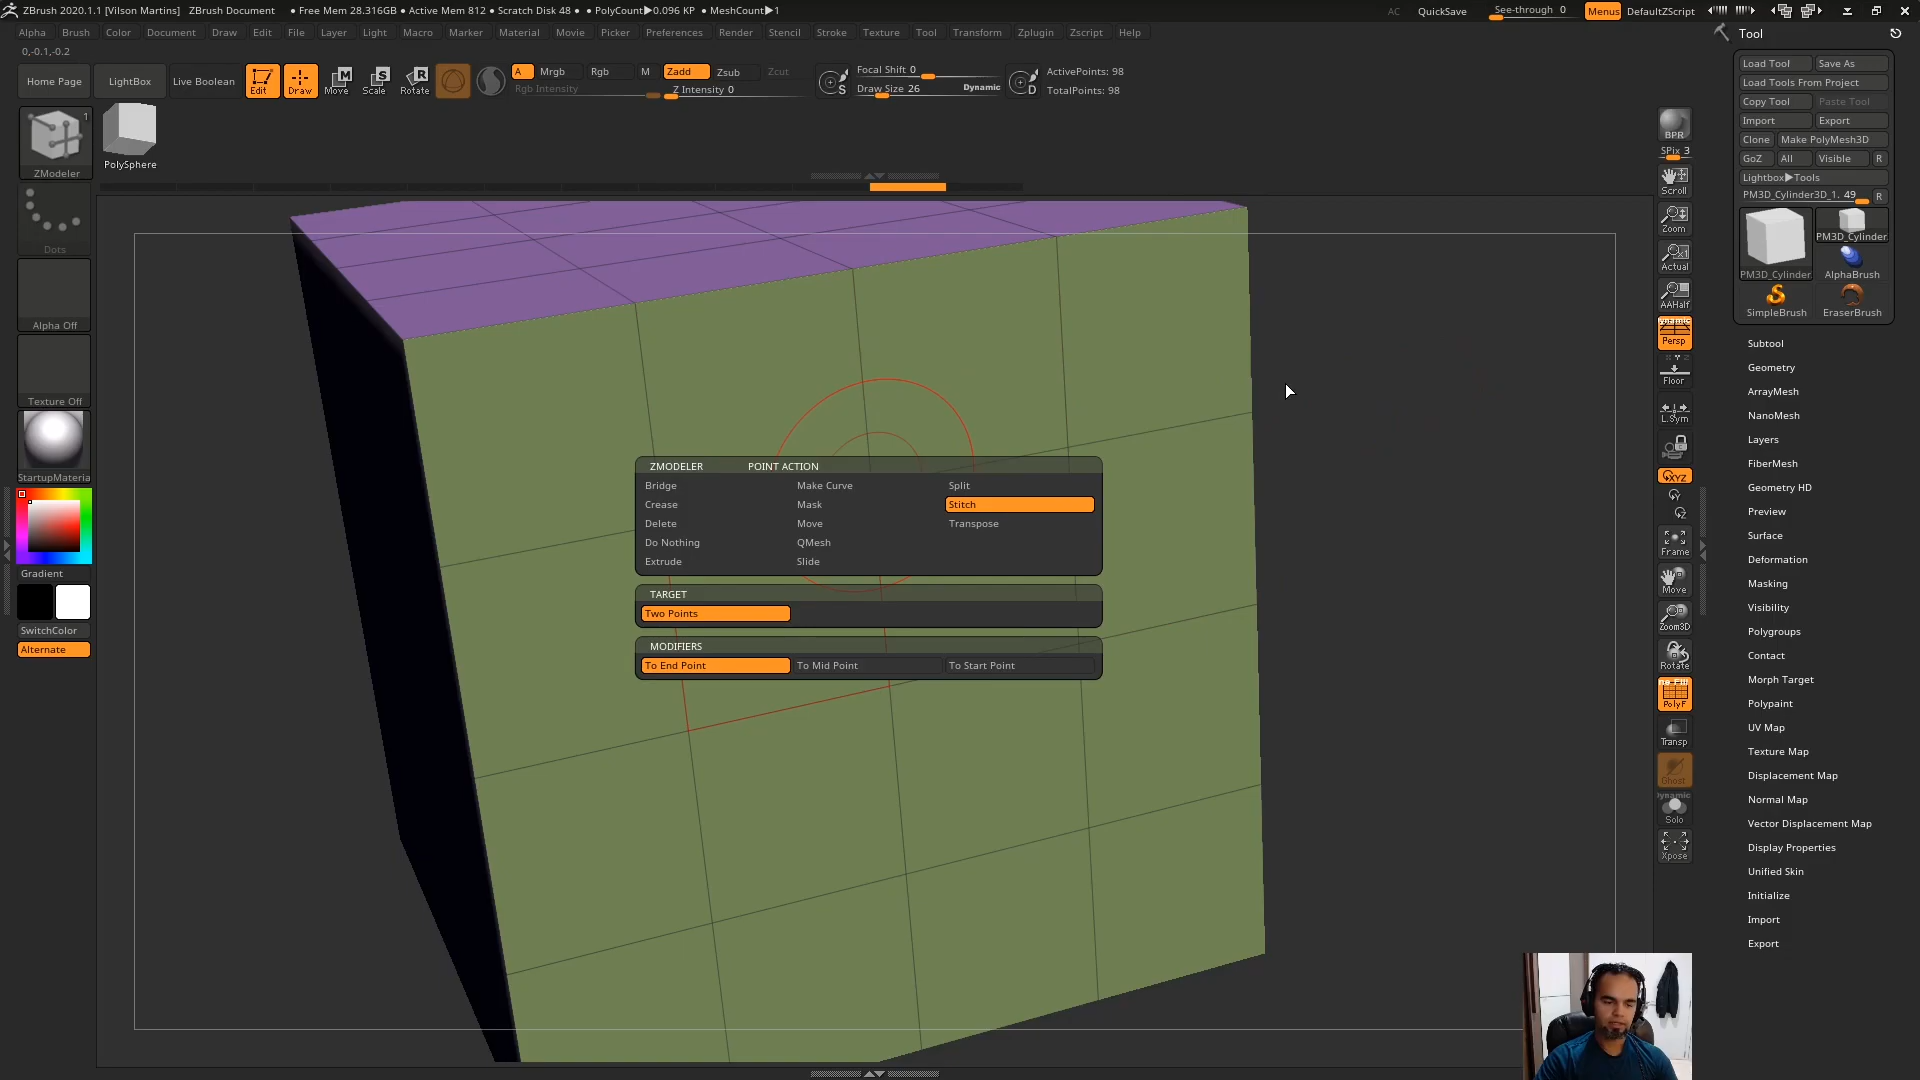 ZBrush 2020.1.1 [Vilson Martins] ZBrush Document • Free Mem 28.316GB • Active Mem 812 • Scratch Disk 48 • • PolyCount▶0.096 KP • MeshCount▶1 AC QuickSave See-through 0 Menus DefaultZScript
Alpha Brush Color Document Draw Edit File Layer Light Macro Marker Material Movie Picker Preferences Render Stencil Stroke Texture Tool Transform Zplugin Zscript Help
0,-0.1,-0.2
Home Page LightBox Live Boolean Edit Draw Move Scale Rotate
A Mrgb Rgb M Zadd Zsub Zcut
Rgb Intensity Z Intensity 0
Focal Shift 0
Draw Size 26 Dynamic
ActivePoints: 98
TotalPoints: 98
1
ZModeler
PolySphere
Dots
Alpha Off
Texture Off
StartupMateria
Gradient
SwitchColor
Alternate
ZMODELER POINT ACTION
Bridge Make Curve Split
Crease Mask Stitch
Delete Move Transpose
Do Nothing QMesh
Extrude Slide
TARGET
Two Points
MODIFIERS
To End Point To Mid Point To Start Point
BPR
SPix 3
Scroll
Zoom
Actual
AAHalf
Dynamic
Persp
Floor
L.Sym
XYZ
Frame
Move
Zoom3D
Rotate
PolyF
Transp
Ghost
Dynamic
Solo
Xpose
Tool
Load Tool Save As
Load Tools From Project
Copy Tool Paste Tool
Import Export
Clone Make PolyMesh3D
GoZ All Visible R
Lightbox▶Tools
PM3D_Cylinder3D_1. 49 R
PM3D_Cylinder
PM3D_Cylinder AlphaBrush
SimpleBrush EraserBrush
Subtool
Geometry
ArrayMesh
NanoMesh
Layers
FiberMesh
Geometry HD
Preview
Surface
Deformation
Masking
Visibility
Polygroups
Contact
Morph Target
Polypaint
UV Map
Texture Map
Displacement Map
Normal Map
Vector Displacement Map
Display Properties
Unified Skin
Initialize
Import
Export